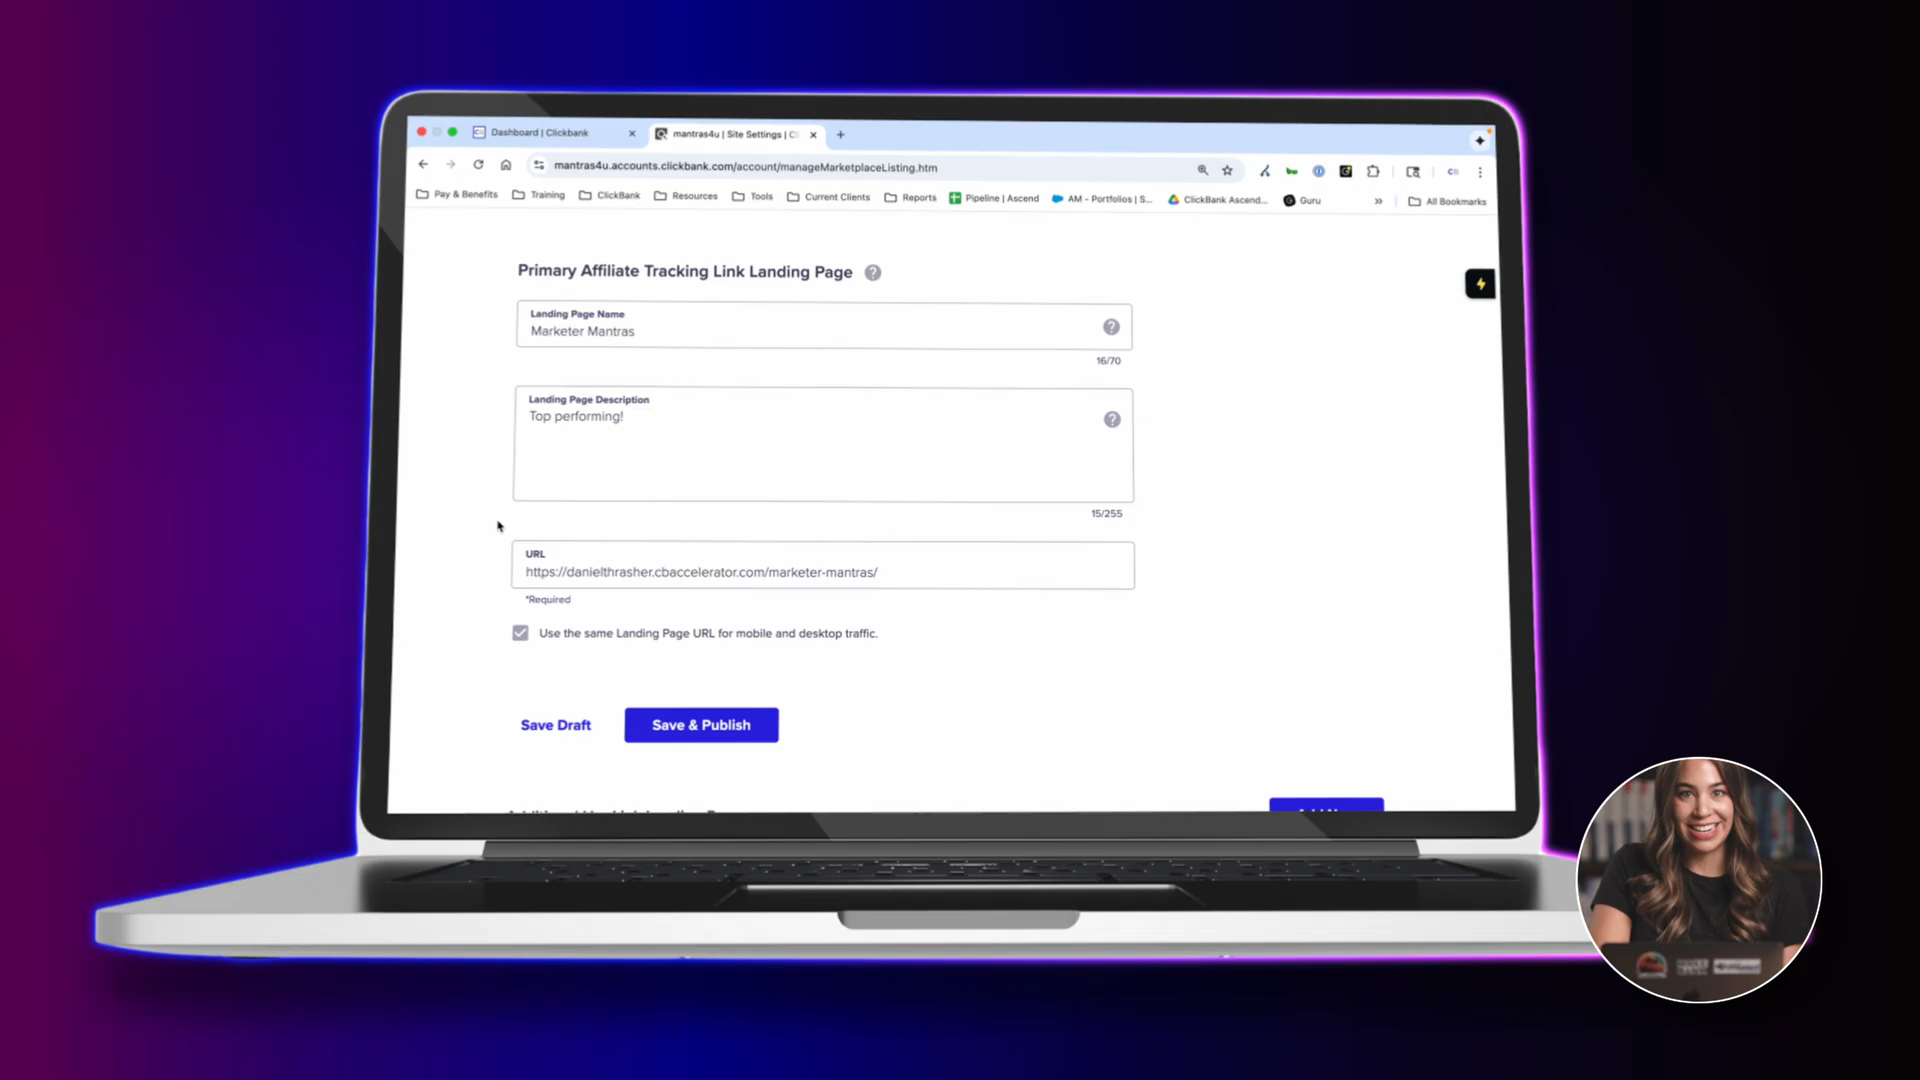 Dashboard | Clickbank
mantras4u | Site Settings | Cl
mantras4u.accounts.clickbank.com/account/manageMarketplaceListing.htm
Pay & Benefits Training ClickBank Resources Tools Current Clients Reports Pipeline | Ascend AM - Portfolios | S... ClickBank Ascend... Guru » All Bookmarks
Primary Affiliate Tracking Link Landing Page ?
Landing Page Name
Marketer Mantras ?
16/70
Landing Page Description
Top performing! ?
15/255
URL
https://danielthrasher.cbaccelerator.com/marketer-mantras/
*Required
Use the same Landing Page URL for mobile and desktop traffic.
Save Draft Save & Publish